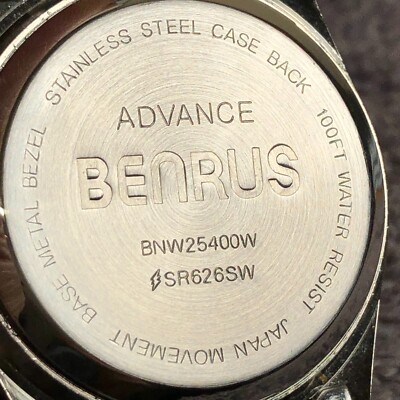 STAINLESS STEEL CASE BACK 100FT WATER RESIST JAPAN MOVEMENT BASE METAL BEZEL
ADVANCE
BENRUS
BNW25400W
SR626SW